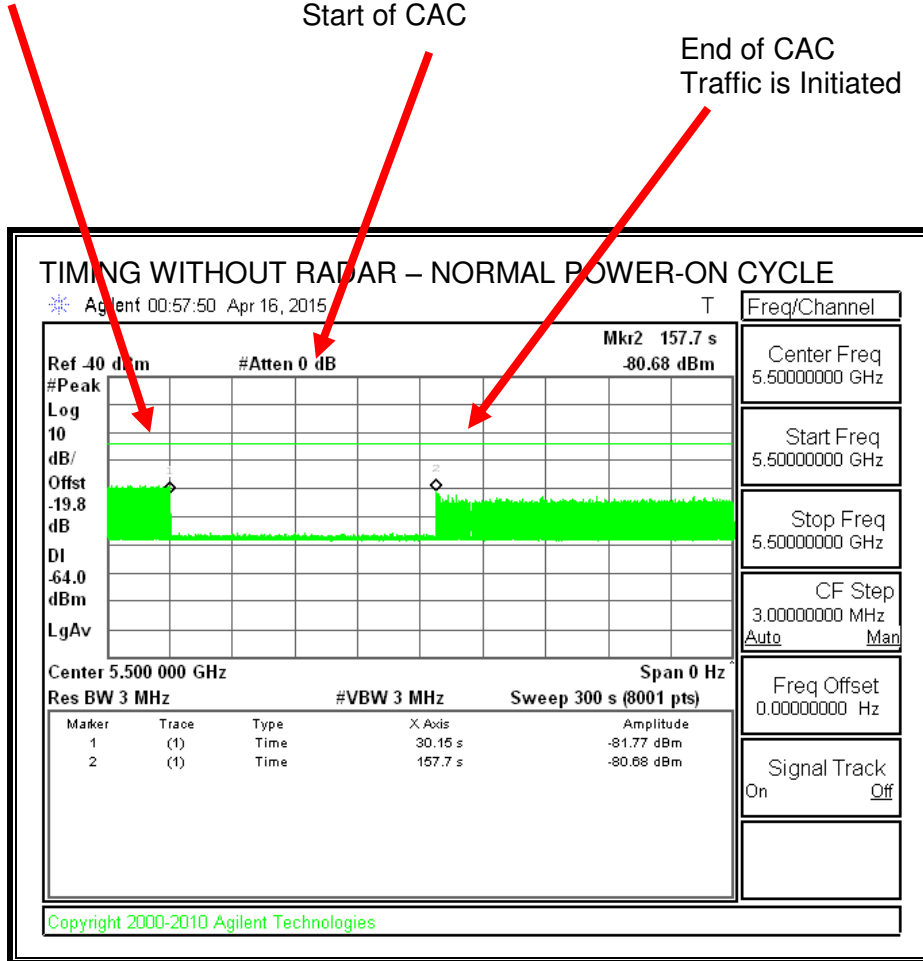 Start of CAC
End of CAC
Traffic is Initiated
TIMING WITHOUT RADAR – NORMAL POWER-ON CYCLE
Agilent 00:57:50 Apr 16, 2015 T
Freq/Channel
Mkr2 157.7 s
Ref -40 dBm #Atten 0 dB -80.68 dBm
#Peak
Log
10
dB/
Offst
-19.8
dB
DI
-64.0
dBm
LgAv
1
2
Center 5.500 000 GHz Span 0 Hz
Res BW 3 MHz #VBW 3 MHz Sweep 300 s (8001 pts)
Marker Trace Type X Axis Amplitude
1 (1) Time 30.15 s -81.77 dBm
2 (1) Time 157.7 s -80.68 dBm
Center Freq
5.50000000 GHz
Start Freq
5.50000000 GHz
Stop Freq
5.50000000 GHz
CF Step
3.00000000 MHz
Auto Man
Freq Offset
0.00000000 Hz
Signal Track
On Off
Copyright 2000-2010 Agilent Technologies